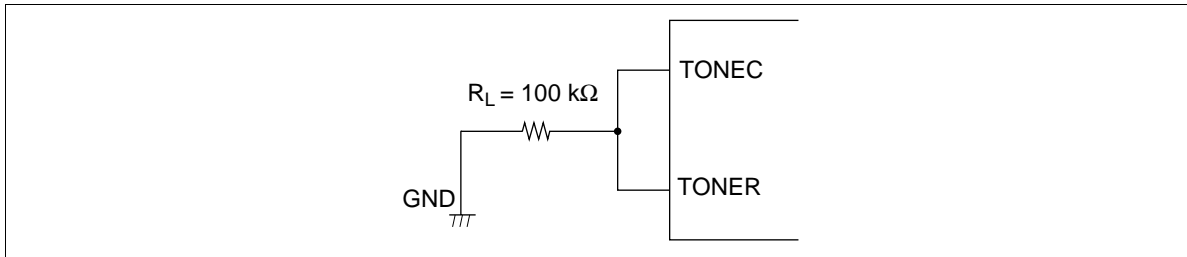 TONEC
R_L = 100 kΩ
TONER
GND